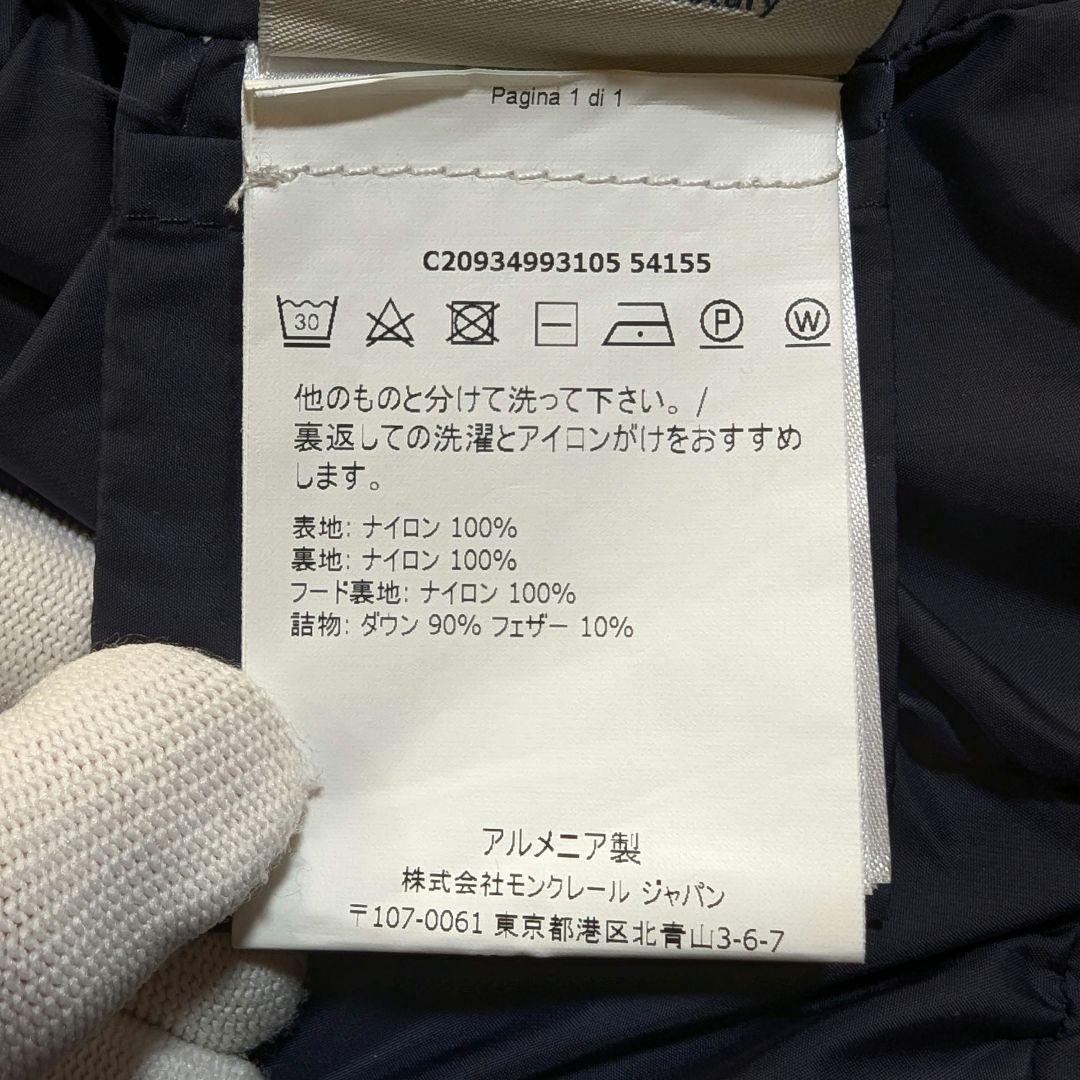 Pagina 1 di 1
C20934993105 54155
30
P
W
他のものと分けて洗って下さい。/
裏返しての洗濯とアイロンがけをおすすめ
します。
表地: ナイロン 100%
裏地: ナイロン 100%
フード裏地: ナイロン 100%
詰物: ダウン 90% フェザー 10%
アルメニア製
株式会社モンクレール ジャパン
〒107-0061 東京都港区北青山3-6-7